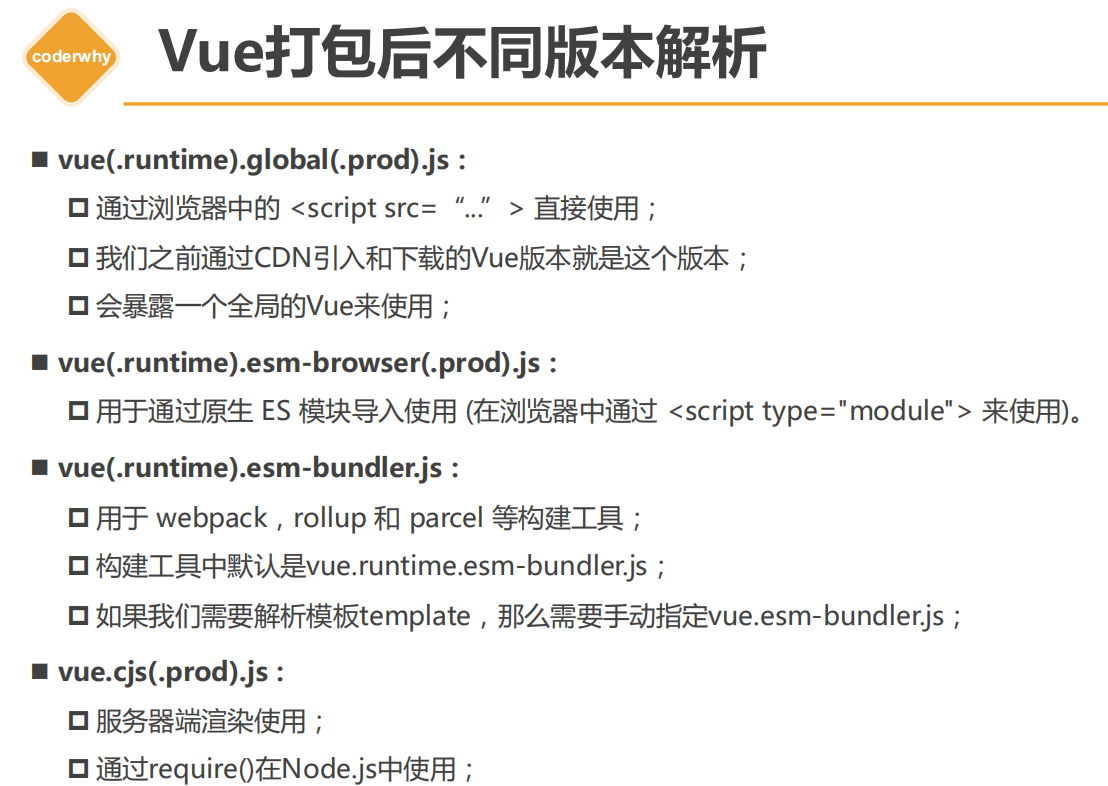 coderwhy
Vue打包后不同版本解析
vue(.runtime).global(.prod).js：
通过浏览器中的 <script src=“...”> 直接使用；
我们之前通过CDN引入和下载的Vue版本就是这个版本；
会暴露一个全局的Vue来使用；
vue(.runtime).esm-browser(.prod).js：
用于通过原生 ES 模块导入使用 (在浏览器中通过 <script type="module"> 来使用)。
vue(.runtime).esm-bundler.js：
用于 webpack，rollup 和 parcel 等构建工具；
构建工具中默认是vue.runtime.esm-bundler.js；
如果我们需要解析模板template，那么需要手动指定vue.esm-bundler.js；
vue.cjs(.prod).js：
服务器端渲染使用；
通过require()在Node.js中使用；